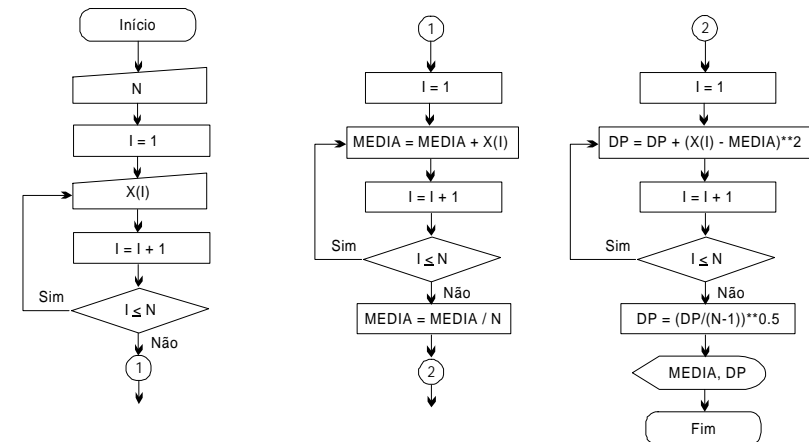 Início
N
I = 1
X(I)
I = I + 1
Sim
I ≤ N
Não
1
1
I = 1
MEDIA = MEDIA + X(I)
I = I + 1
Sim
I ≤ N
Não
MEDIA = MEDIA / N
2
2
I = 1
DP = DP + (X(I) - MEDIA)**2
I = I + 1
Sim
I ≤ N
Não
DP = (DP/(N-1))**0.5
MEDIA, DP
Fim